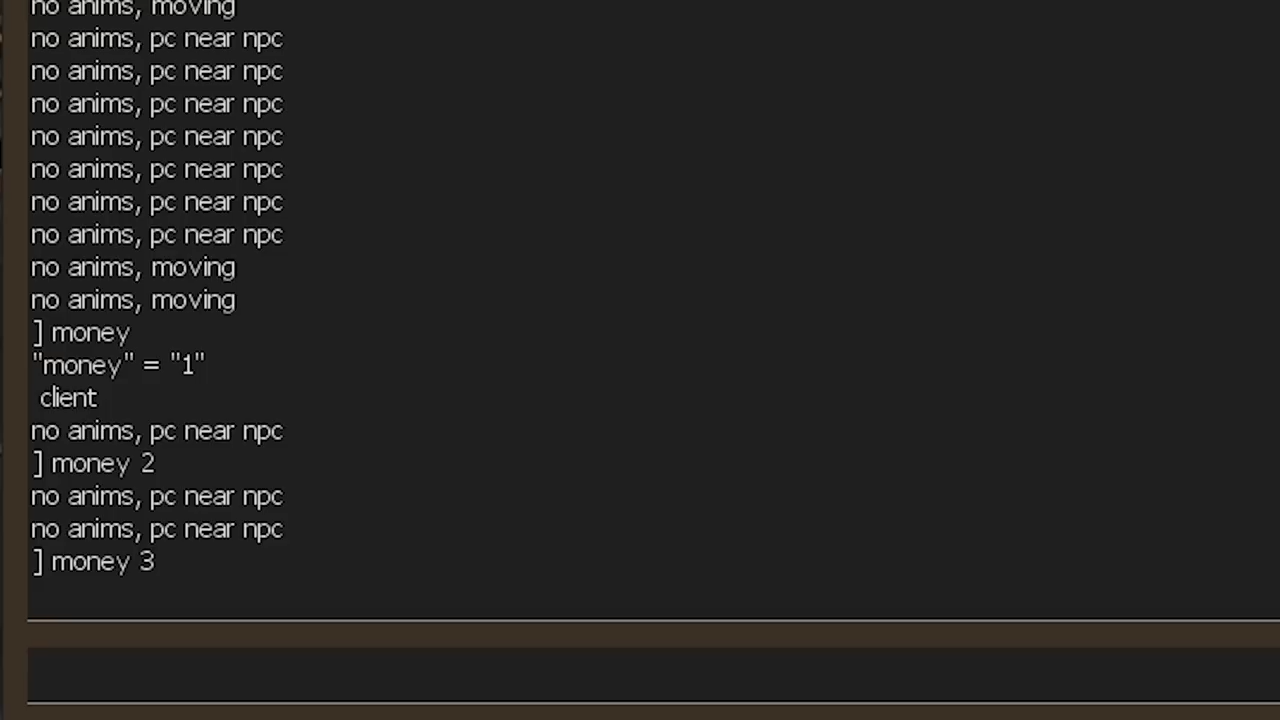 no anims, moving
no anims, pc near npc
no anims, pc near npc
no anims, pc near npc
no anims, pc near npc
no anims, pc near npc
no anims, pc near npc
no anims, pc near npc
no anims, moving
no anims, moving
] money
"money" = "1"
client
no anims, pc near npc
] money 2
no anims, pc near npc
no anims, pc near npc
] money 3